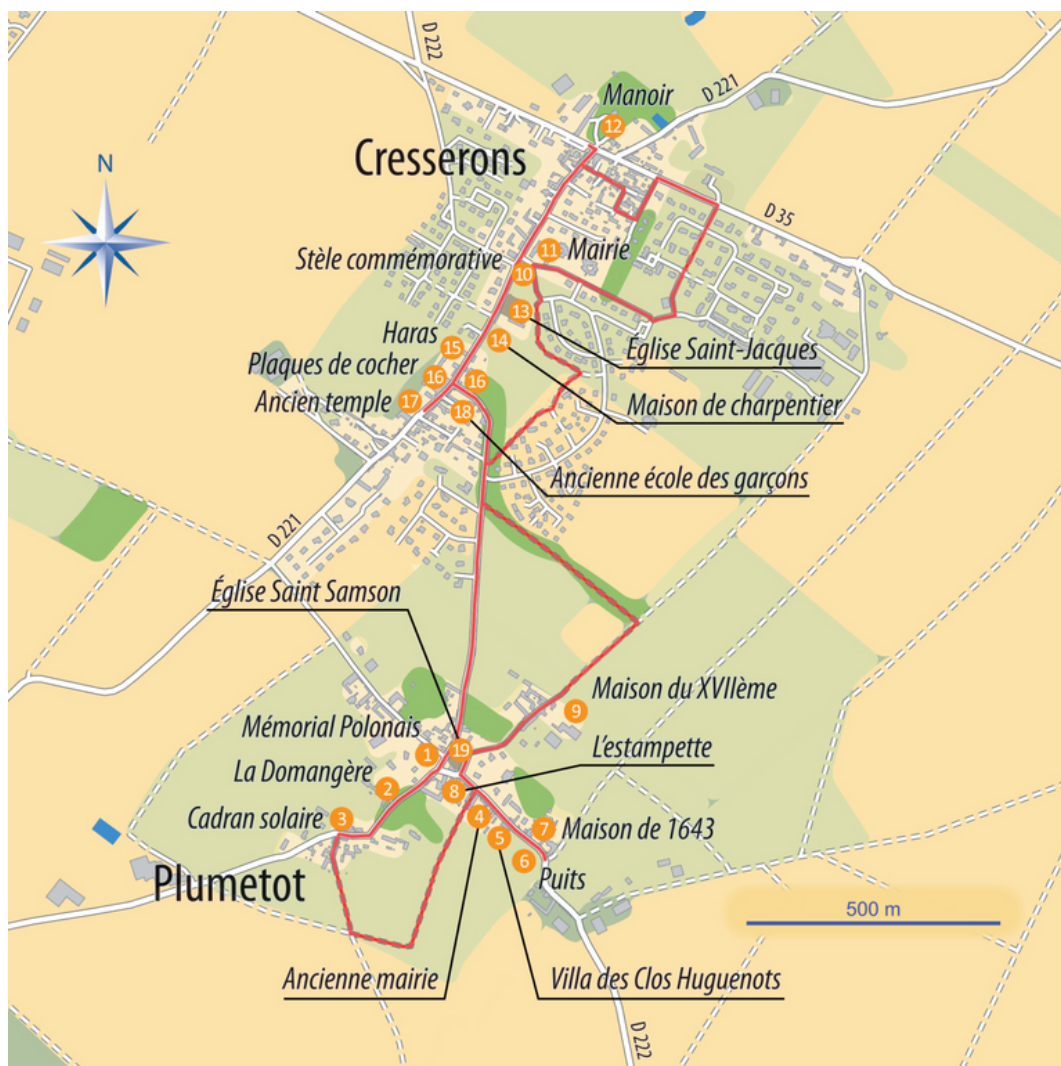 D 222
D 221
Manoir
12
Cresserons
N
D 35
11
Mairie
Stèle commémorative
10
13
Haras
15
14
Église Saint-Jacques
Plaques de cocher
16
16
Ancien temple
17
18
Maison de charpentier
Ancienne école des garçons
D 221
Église Saint Samson
Maison du XVIIème
9
Mémorial Polonais
1
19
L'estampette
La Domangère
2
8
Cadran solaire
3
4
5
7
Maison de 1643
6
Puits
Plumetot
500 m
Ancienne mairie
Villa des Clos Huguenots
D 222